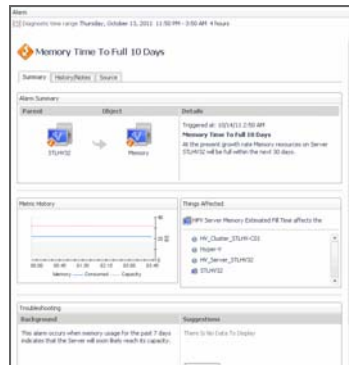 Alarm
Diagnostic time range Thursday, October 13, 2011 11:50 PM - 3:50 AM 4 hours
Memory Time To Full 10 Days
Summary History/Notes Source
Alarm Summary
Parent Object Details
Triggered at: 10/14/11 2:50 AM
Memory Time To Full 10 Days
At the present growth rate Memory resources on Server STLHV32 will be full within the next 30 days.
STLHV32 Memory
Metric History Things Affected
HFV Server Memory Estimated Fill Time affects the
HV_Cluster_STLHV-CS1
Hyper-V
HV_Server_STLHV32
STLHV32
Memory Consumed Capacity
Troubleshooting
Background Suggestions
This alarm occurs when memory usage for the past 7 days indicates that the Server will soon likely reach its capacity.
There Is No Data To Display